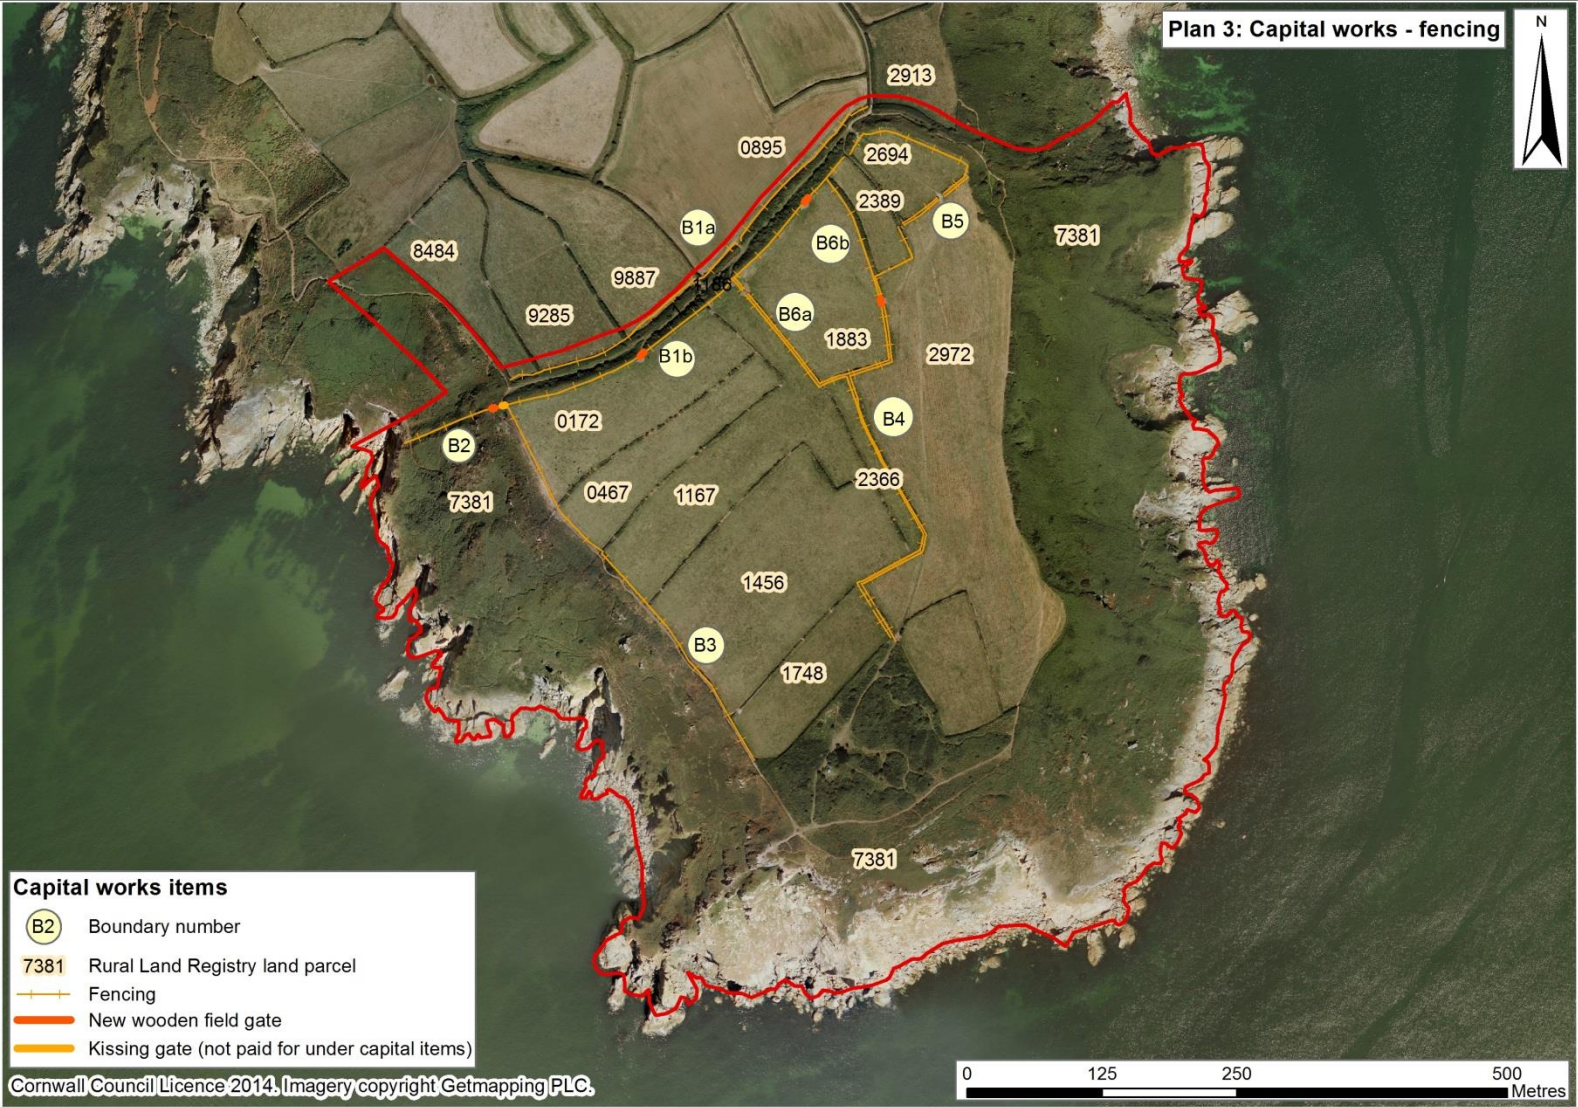 Plan 3: Capital works - fencing
N
2913
0895
2694
2389
B1a
B5
B6b
7381
8484
9887
1186
B6a
9285
1883
2972
B1b
0172
B4
B2
2366
7381
0467
1167
1456
B3
1748
7381
Capital works items
B2 Boundary number
7381 Rural Land Registry land parcel
Fencing
New wooden field gate
Kissing gate (not paid for under capital items)
Cornwall Council Licence 2014. Imagery copyright Getmapping PLC.
0 125 250 500
Metres